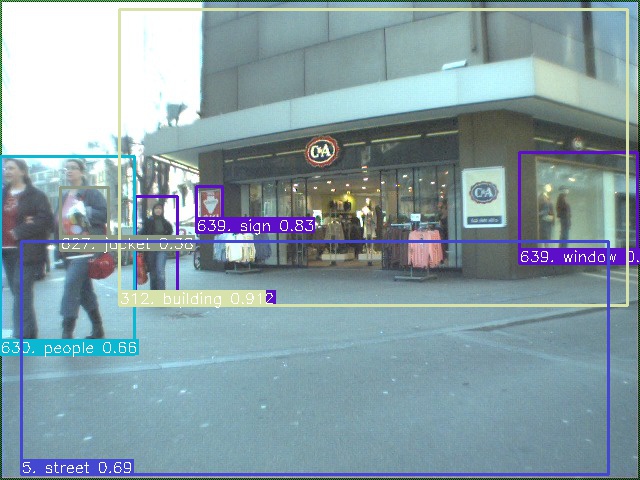 C&A
C&A
639. sign 0.83
627. jacket 0.38
639. window 0.
312. building 0.912
630. people 0.66
5. street 0.69